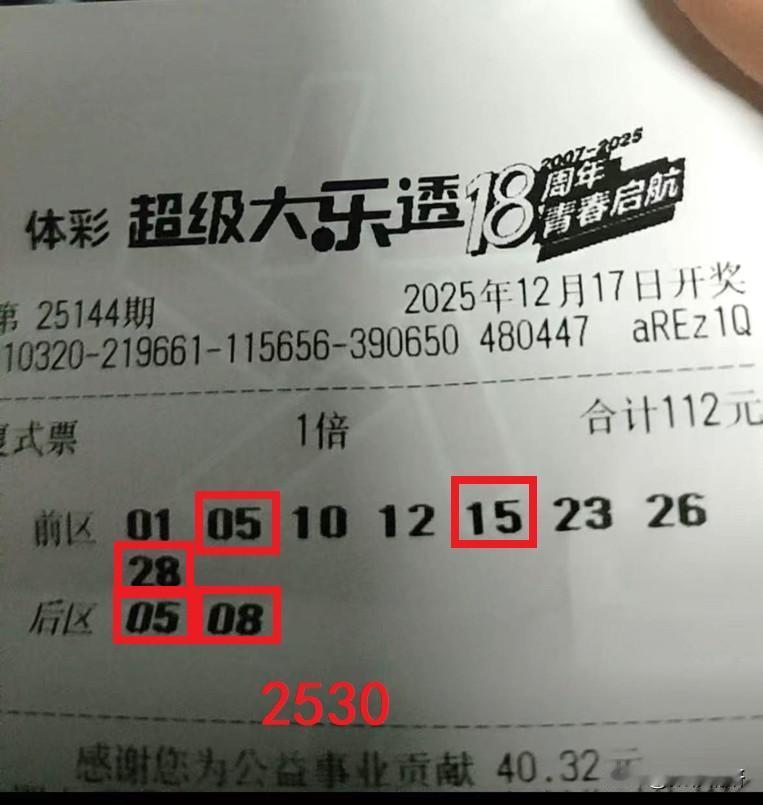 2007-2025
体彩 超级大乐透 18 周年
青春启航
第 25144期 2025年12月17日开奖
10320-219661-115656-390650 480447 aREz1Q
复式票 1倍 合计112元
前区 01 05 10 12 15 23 26
28
后区 05 08
2530
感谢您为公益事业贡献 40.32元